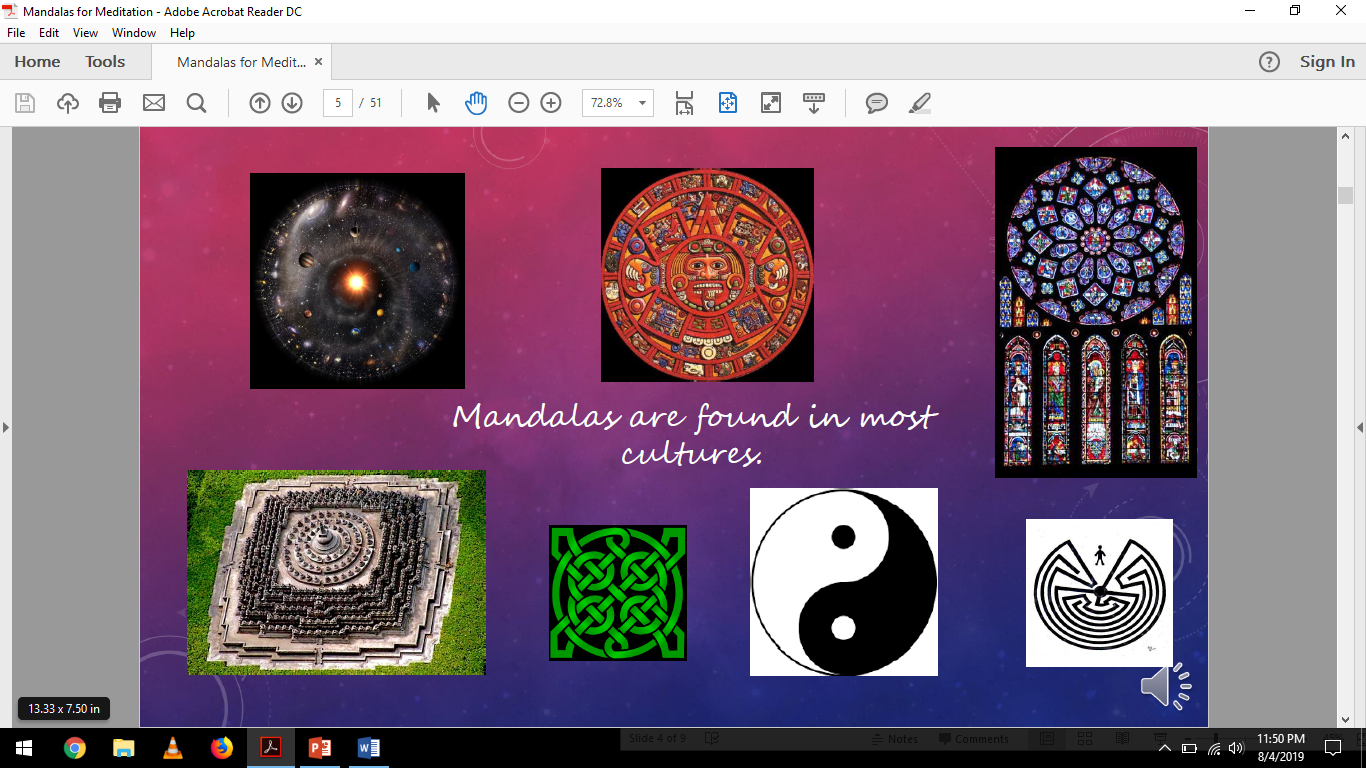 Mandalas for Meditation - Adobe Acrobat Reader DC
File Edit View Window Help
Home Tools Mandalas for Medit... ×
? Sign In
5 / 51 72.8%
Mandalas are found in most
cultures.
13.33 x 7.50 in
Slide 4 of 9 Notes Comments
11:50 PM
8/4/2019